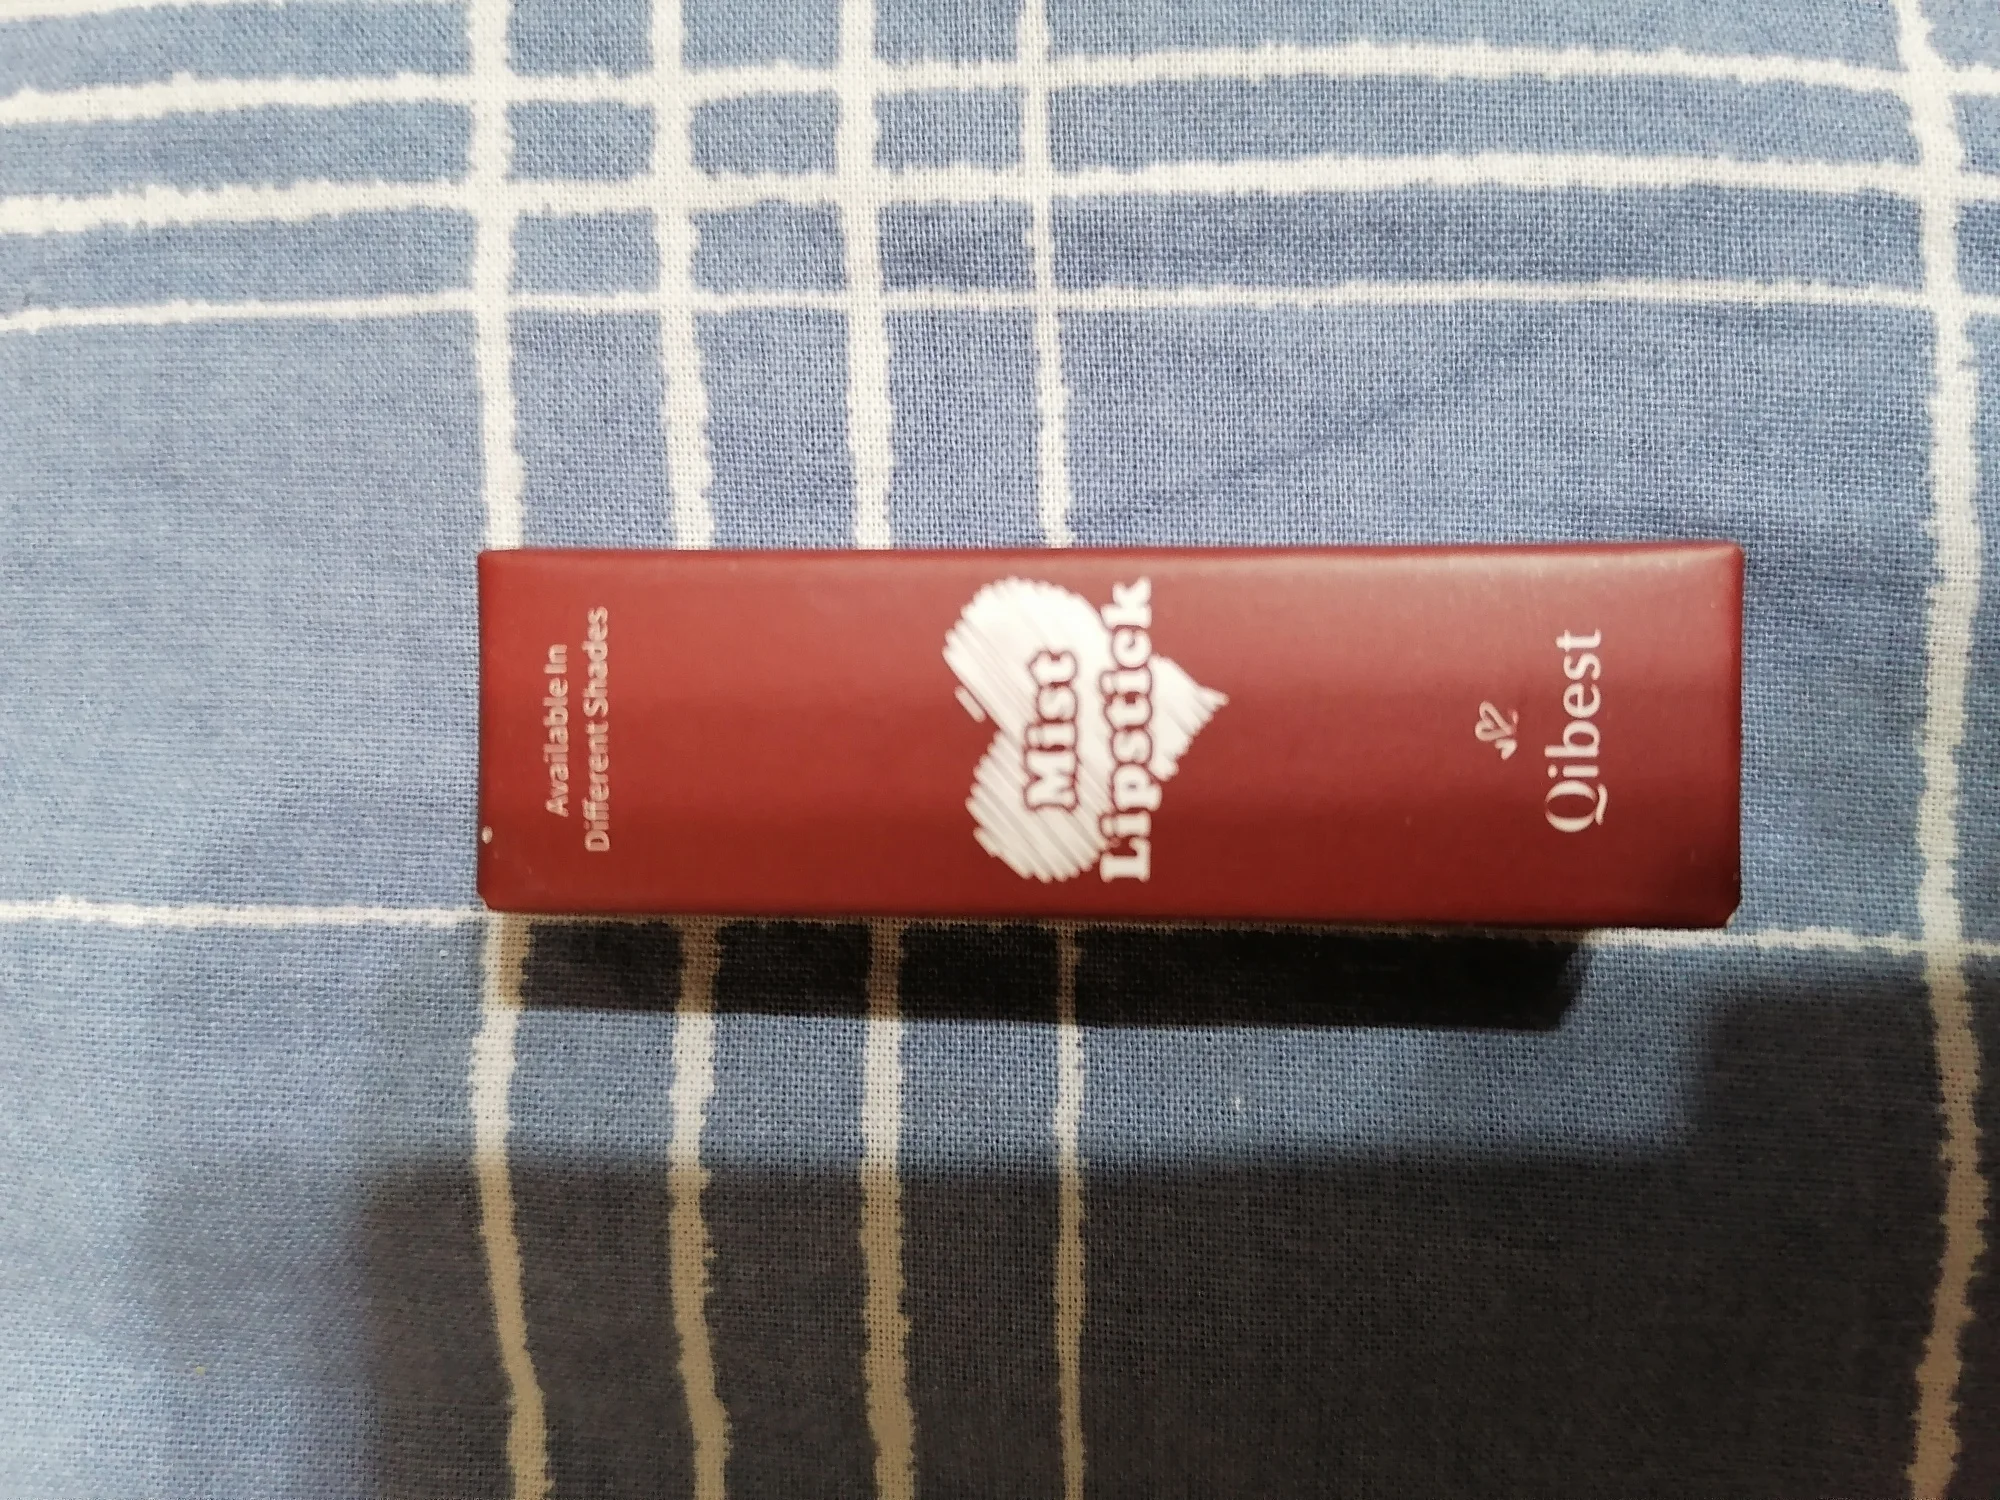 Available In
Different Shades
Mist
Lipstick
Qibest